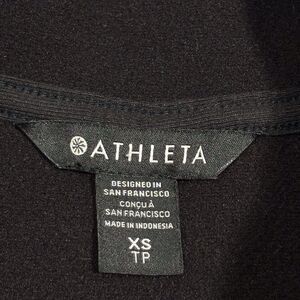 ATHLETA
DESIGNED IN
SAN FRANCISCO
CONÇU À
SAN FRANCISCO
MADE IN INDONESIA
XS
TP